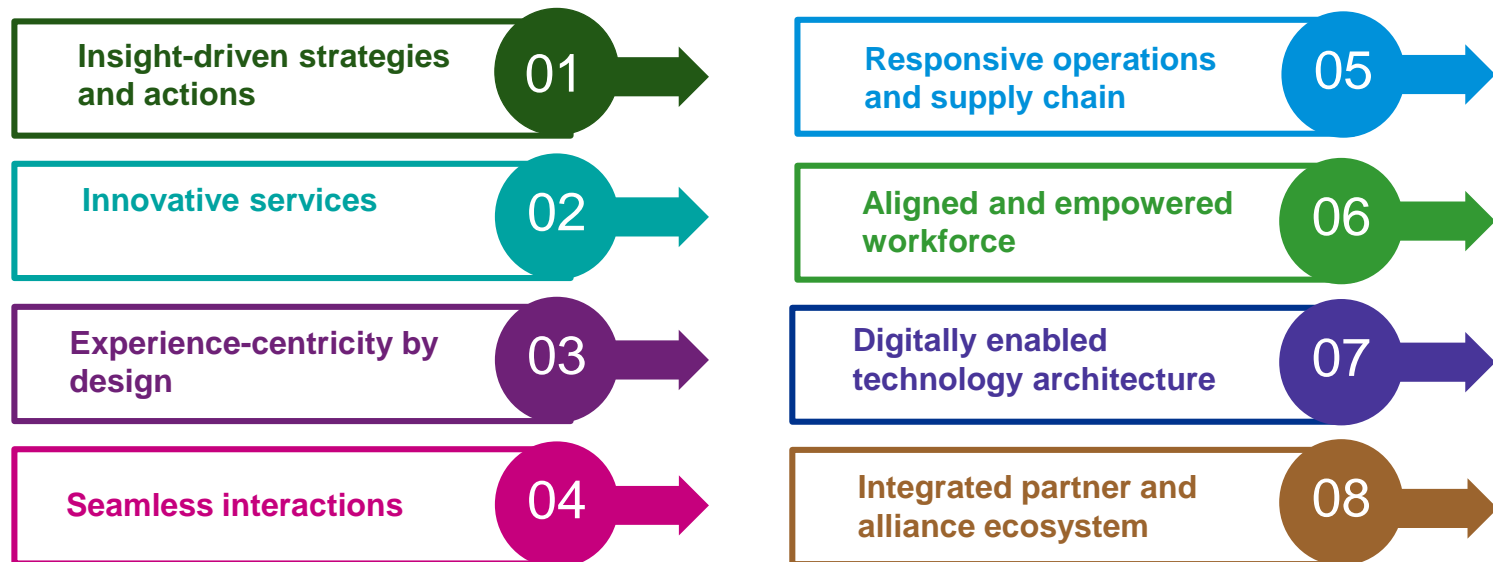 Insight-driven strategies
and actions
01
Innovative services
02
Experience-centricity by
design
03
Seamless interactions
04
Responsive operations
and supply chain
05
Aligned and empowered
workforce
06
Digitally enabled
technology architecture
07
Integrated partner and
alliance ecosystem
08